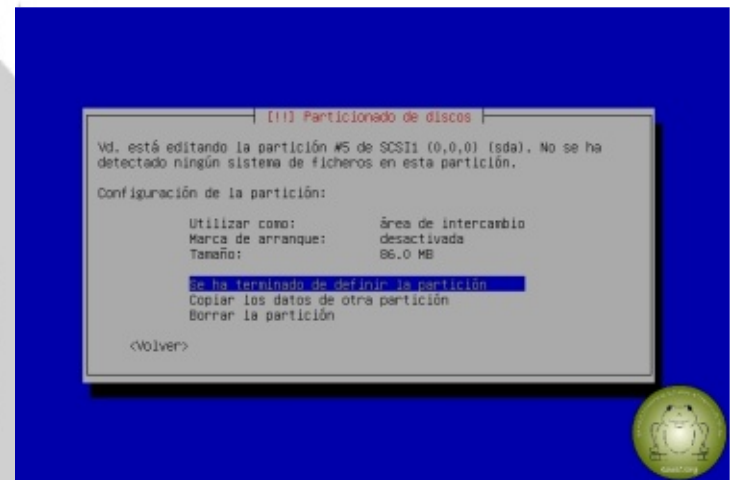 [!!] Particionado de discos
Vd. está editando la partición #5 de SCSI1 (0,0,0) (sda). No se ha
detectado ningún sistema de ficheros en esta partición.
Configuración de la partición:
Utilizar como: área de intercambio
Marca de arranque: desactivada
Tamaño: 86.0 MB
Se ha terminado de definir la partición
Copiar los datos de otra partición
Borrar la partición
<Volver>